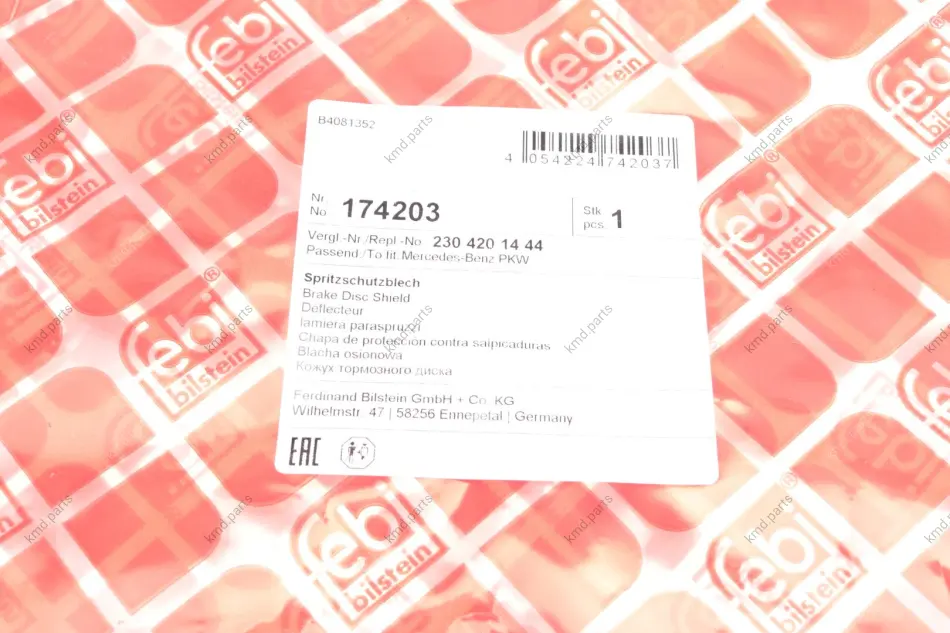 B4081352
4 054224 742037
Nr.
No. 174203
Stk.
pcs. 1
Vergl.-Nr./Repl.-No. 230 420 14 44
Passend./To fit Mercedes-Benz PKW
Spritzschutzblech
Brake Disc Shield
Deflecteur
lamiera paraspruzzi
Chapa de protección contra salpicaduras
Blacha osłonowa
Кожух тормозного диска
Ferdinand Bilstein GmbH + Co. KG
Wilhelmstr. 47 | 58256 Ennepetal | Germany
EAC
febi
bilstein
kmd.parts